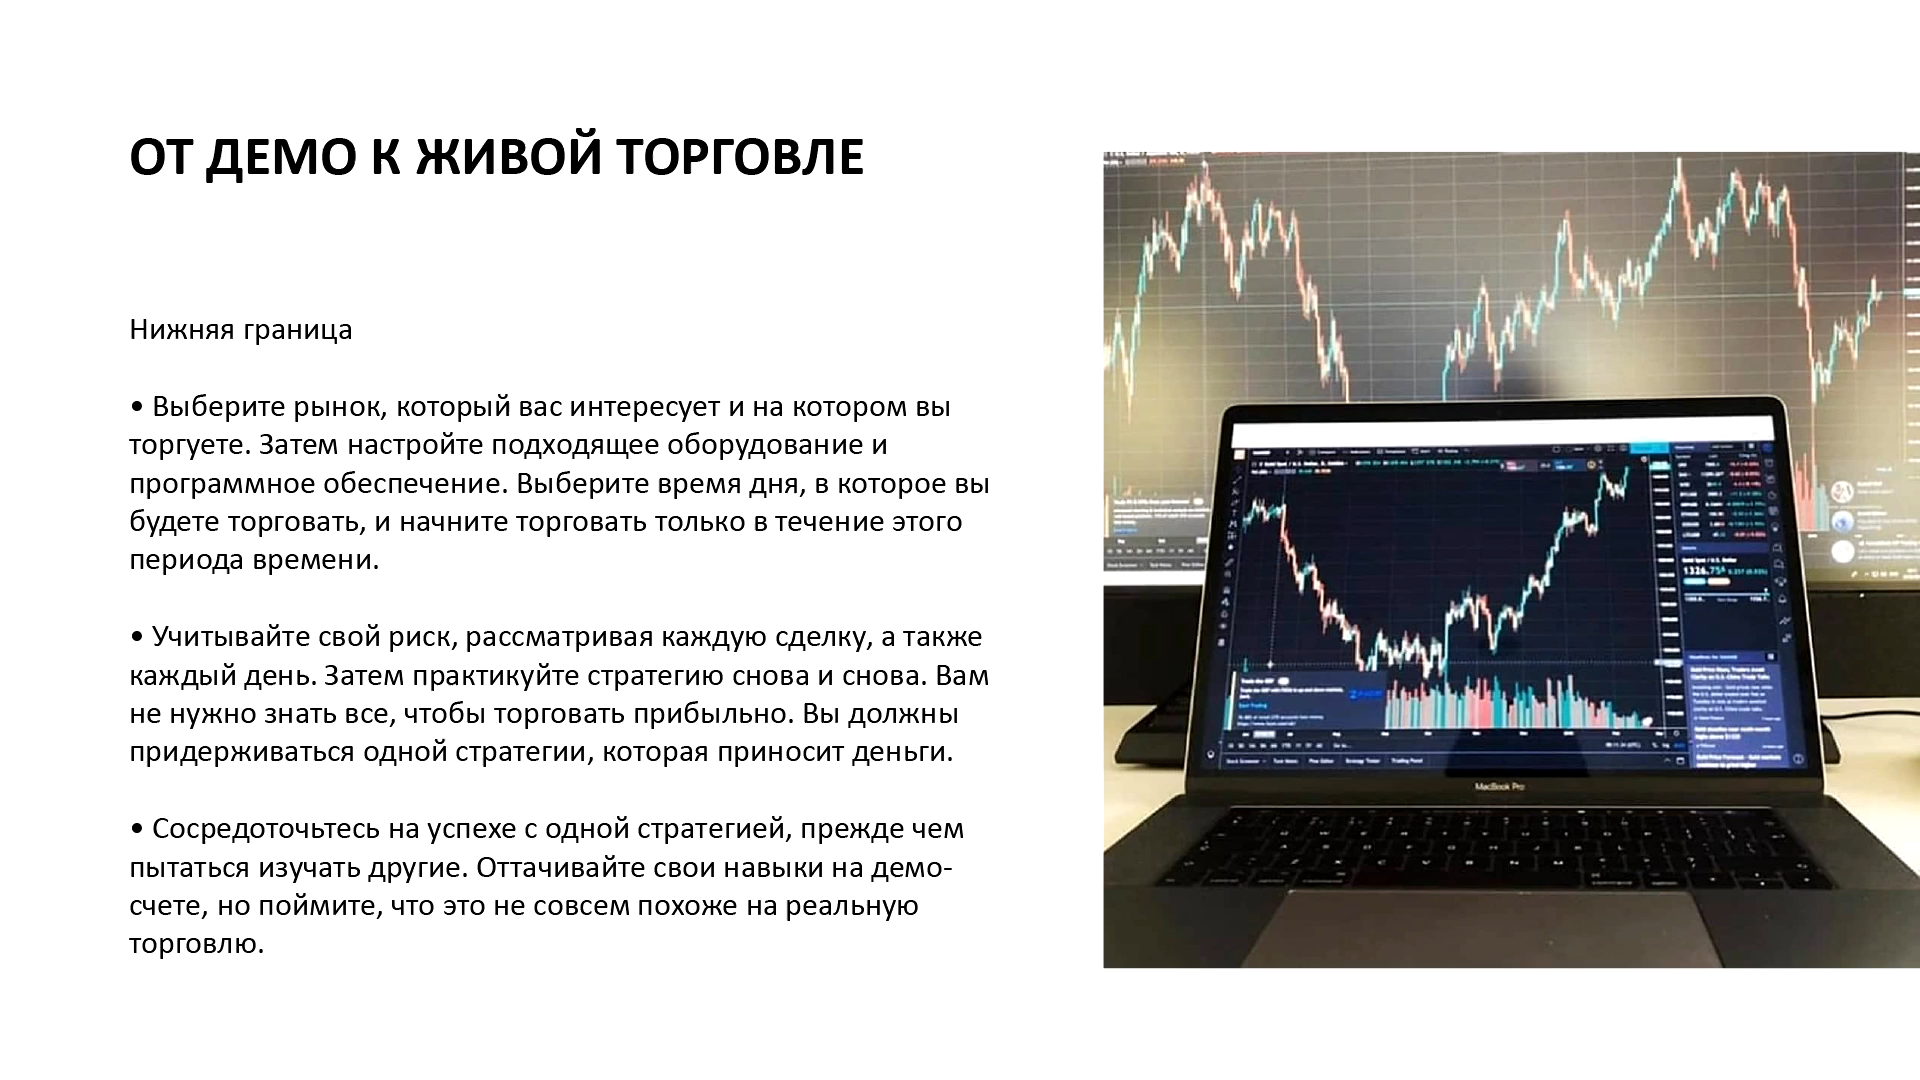 ОТ ДЕМО К ЖИВОЙ ТОРГОВЛЕ
Нижняя граница
• Выберите рынок, который вас интересует и на котором вы
торгуете. Затем настройте подходящее оборудование и
программное обеспечение. Выберите время дня, в которое вы
будете торговать, и начните торговать только в течение этого
периода времени.
• Учитывайте свой риск, рассматривая каждую сделку, а также
каждый день. Затем практикуйте стратегию снова и снова. Вам
не нужно знать все, чтобы торговать прибыльно. Вы должны
придерживаться одной стратегии, которая приносит деньги.
• Сосредоточьтесь на успехе с одной стратегией, прежде чем
пытаться изучать другие. Оттачивайте свои навыки на демо-
счете, но поймите, что это не совсем похоже на реальную
торговлю.
1326.75
MacBook Pro